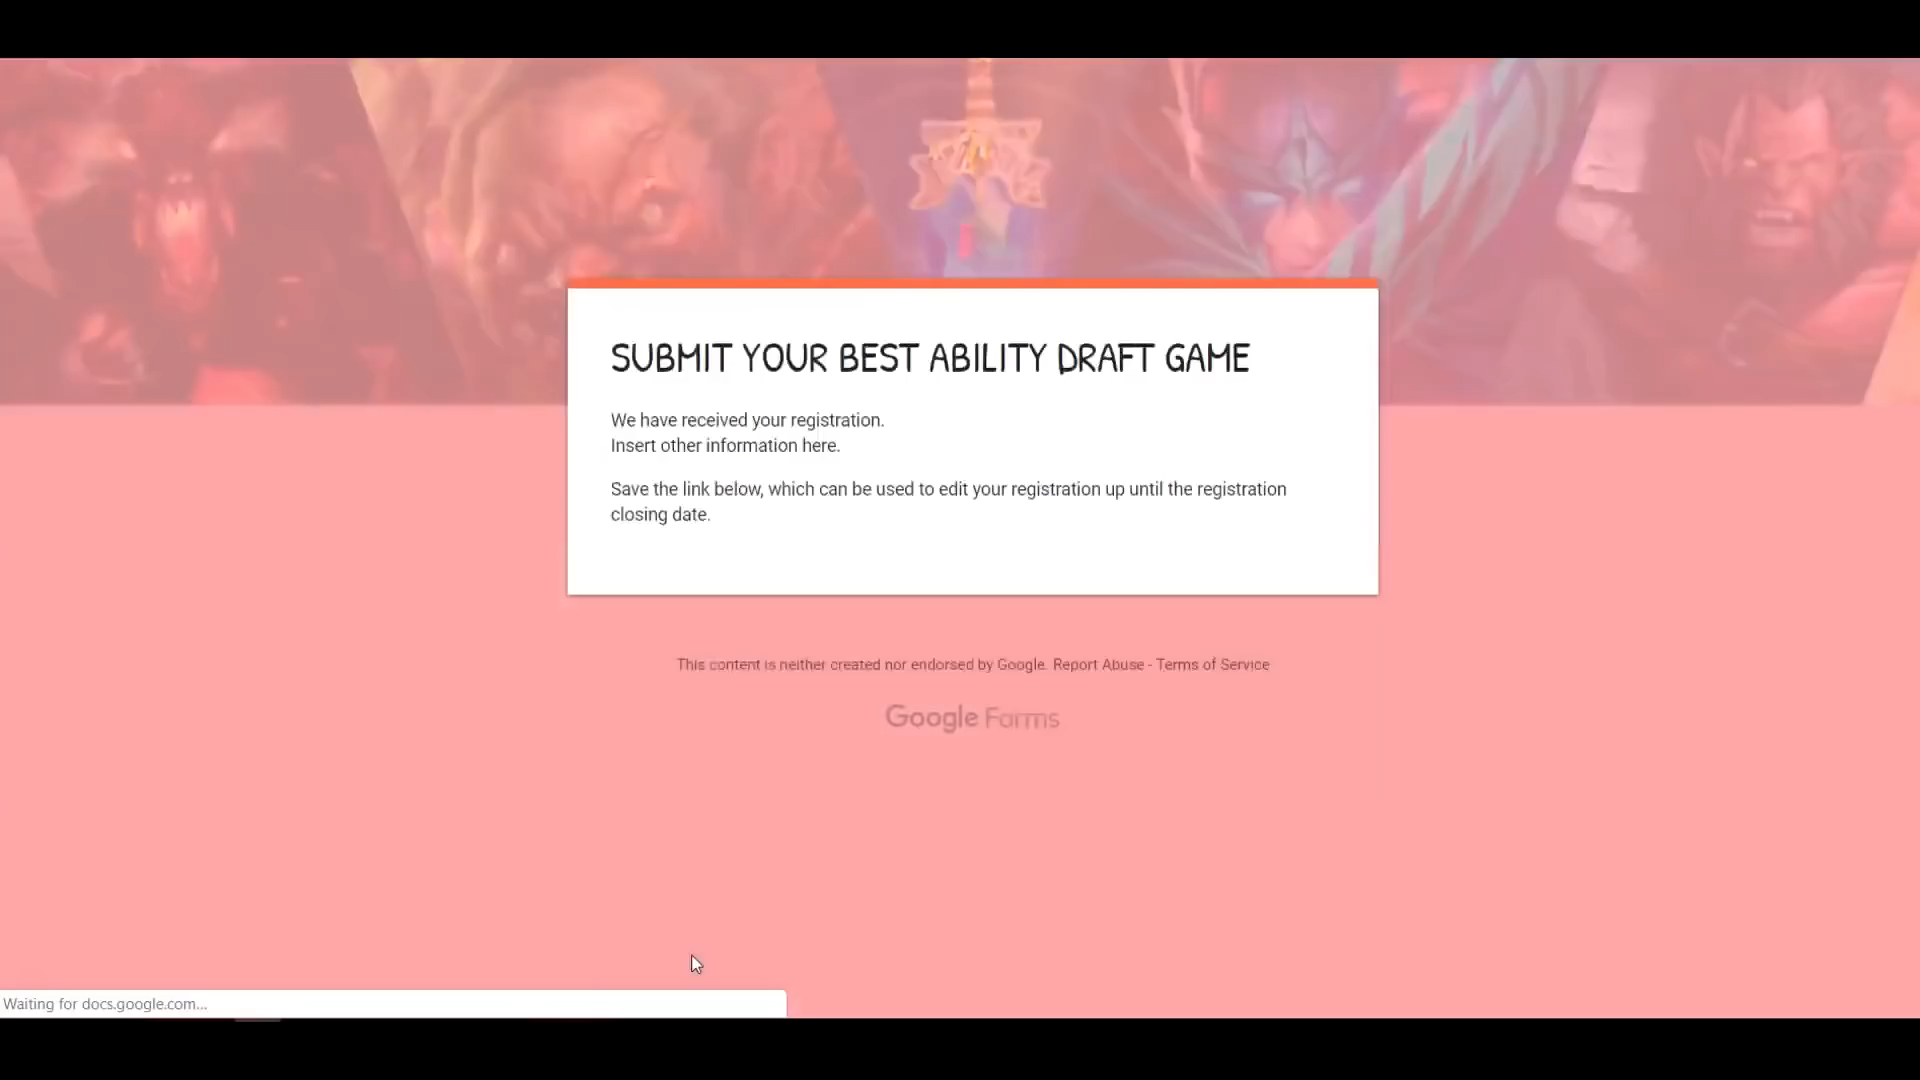 SUBMIT YOUR BEST ABILITY DRAFT GAME
We have received your registration.
Insert other information here.
Save the link below, which can be used to edit your registration up until the registration
closing date.
This content is neither created nor endorsed by Google. Report Abuse - Terms of Service
Google Forms
Waiting for docs.google.com...